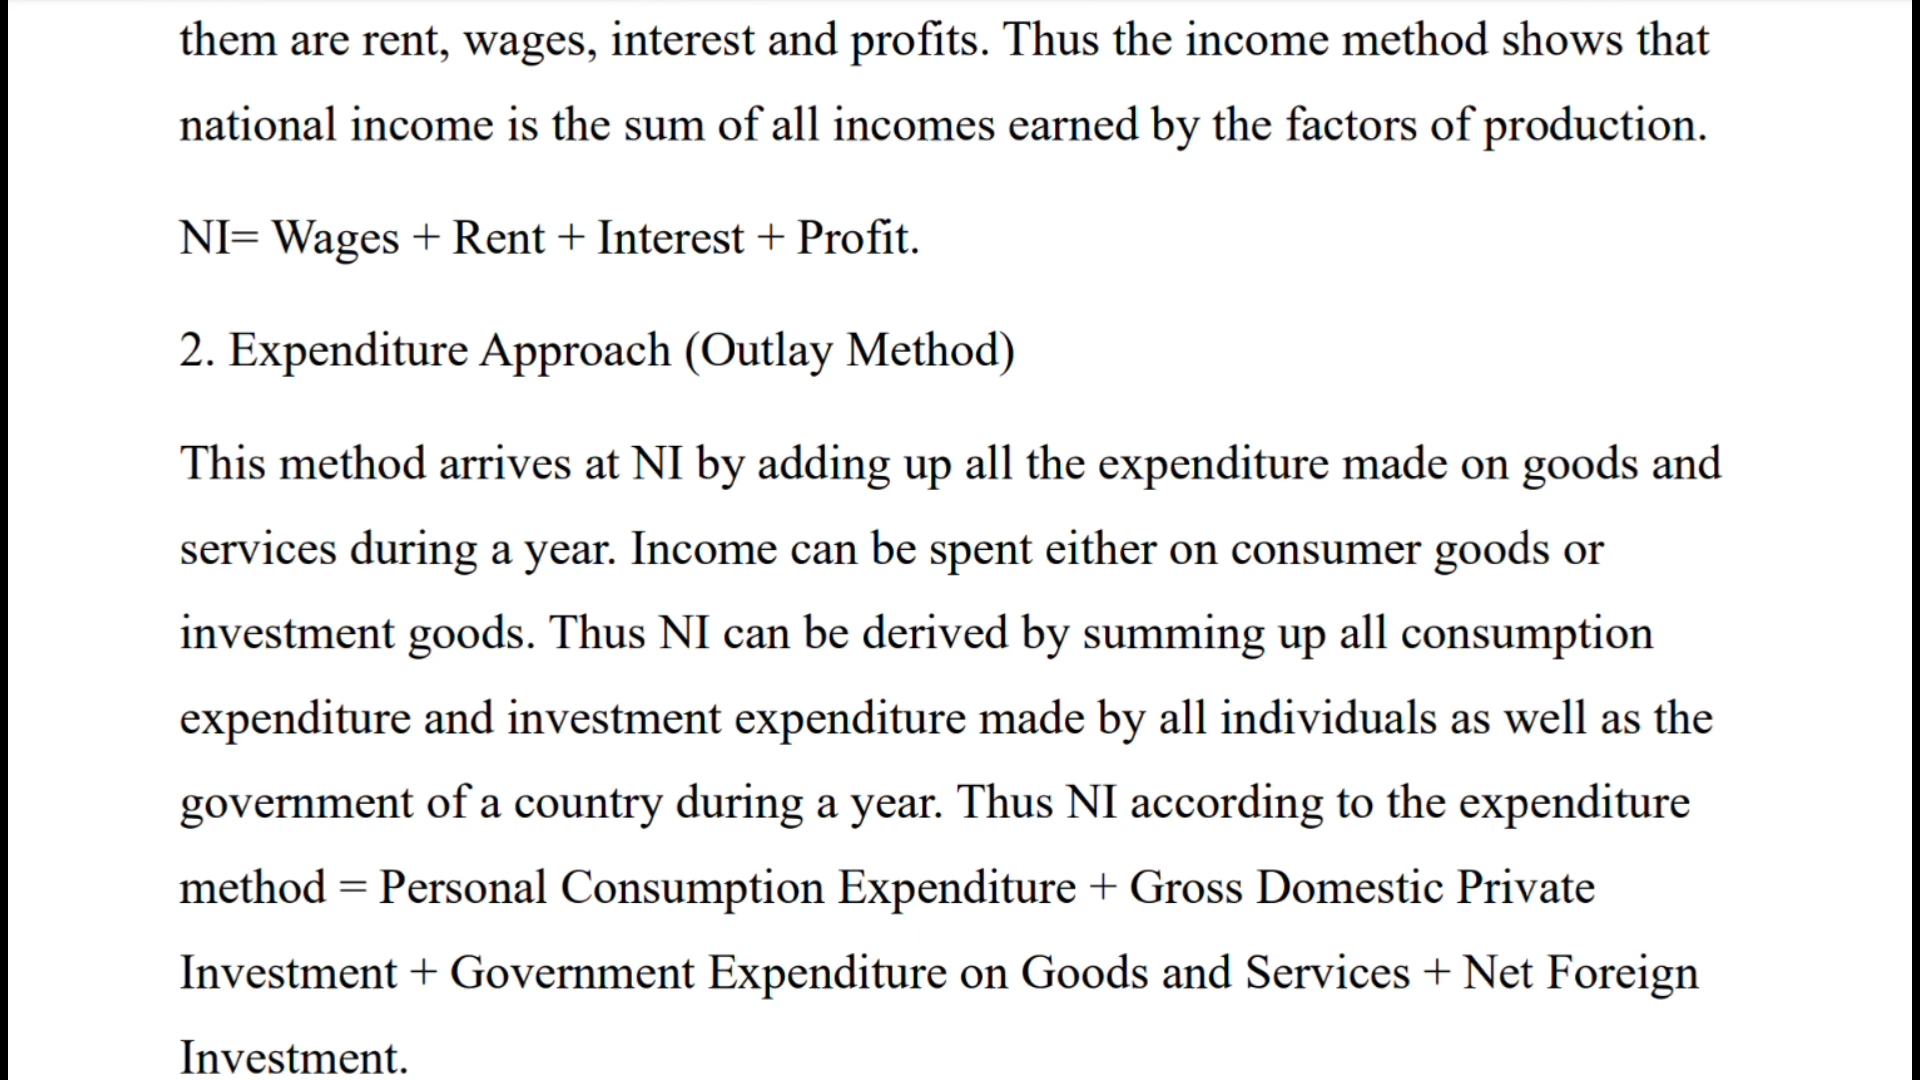 them are rent, wages, interest and profits. Thus the income method shows that
national income is the sum of all incomes earned by the factors of production.
NI= Wages + Rent + Interest + Profit.
2. Expenditure Approach (Outlay Method)
This method arrives at NI by adding up all the expenditure made on goods and
services during a year. Income can be spent either on consumer goods or
investment goods. Thus NI can be derived by summing up all consumption
expenditure and investment expenditure made by all individuals as well as the
government of a country during a year. Thus NI according to the expenditure
method = Personal Consumption Expenditure + Gross Domestic Private
Investment + Government Expenditure on Goods and Services + Net Foreign
Investment.